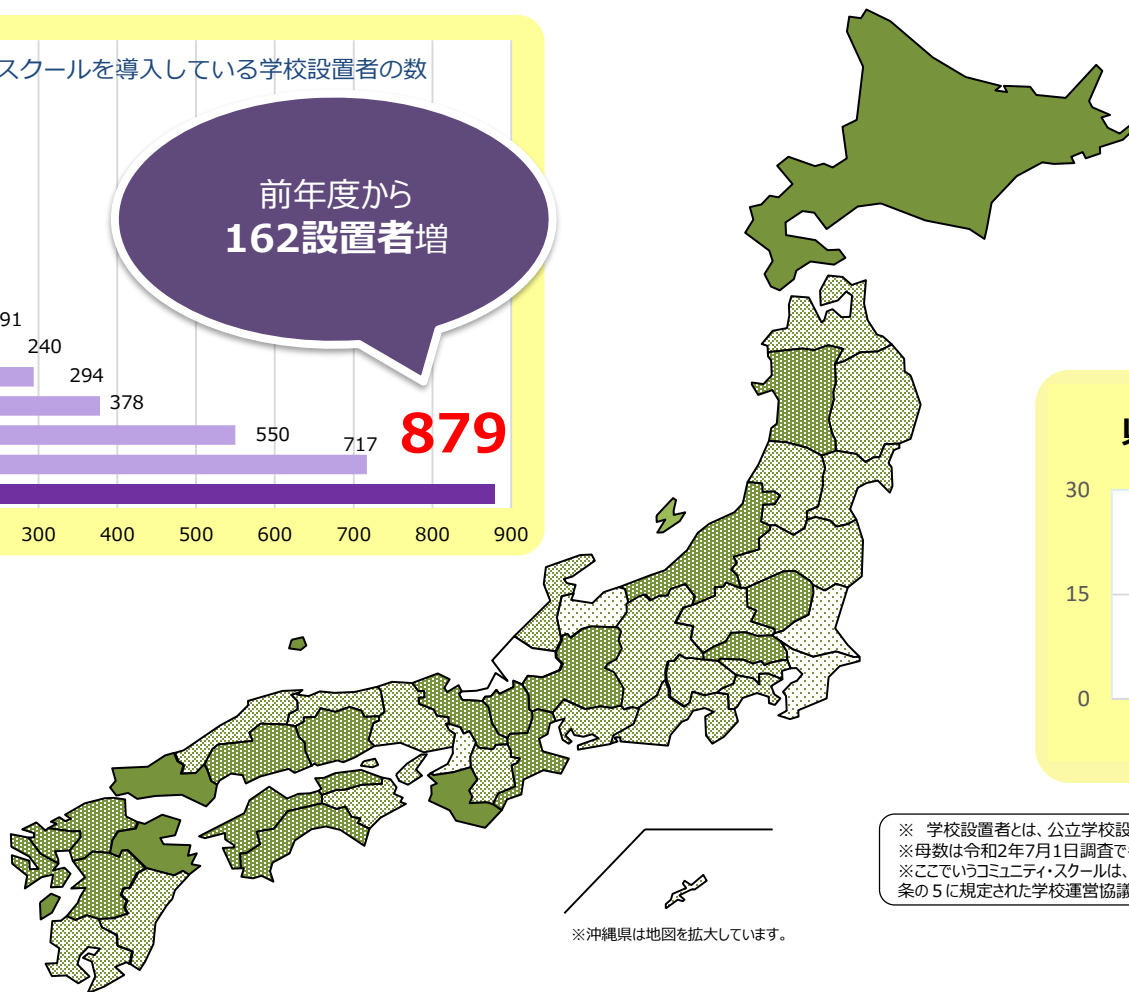 スクールを導入している学校設置者の数
前年度から
162設置者増
91
240
294
378
550
717
879
300 400 500 600 700 800 900
30
15
0
※ 学校設置者とは、公立学校設
※母数は令和2年7月1日調査で
※ここでいうコミュニティ・スクールは、
条の5に規定された学校運営協議
※沖縄県は地図を拡大しています。